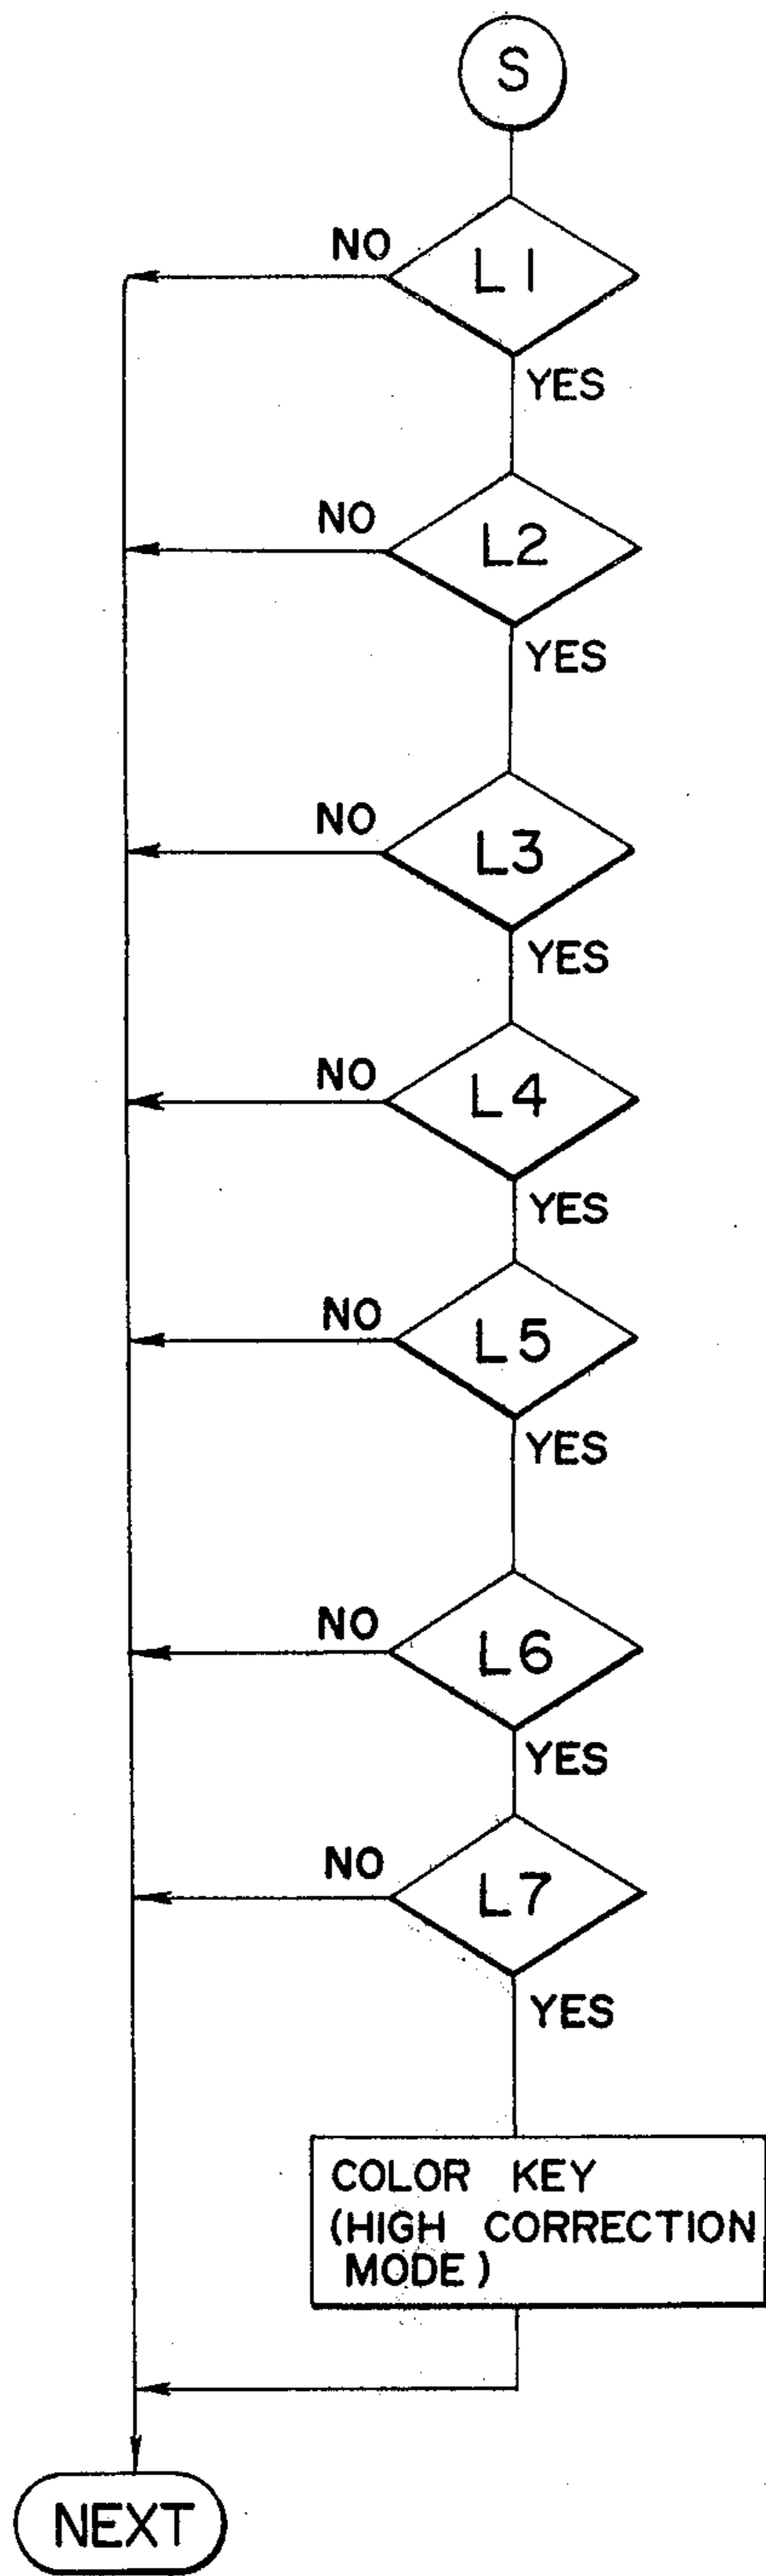 S
NO
L1
YES
NO
L2
YES
NO
L3
YES
NO
L4
YES
NO
L5
YES
NO
L6
YES
NO
L7
YES
COLOR KEY
(HIGH CORRECTION
MODE)
NEXT